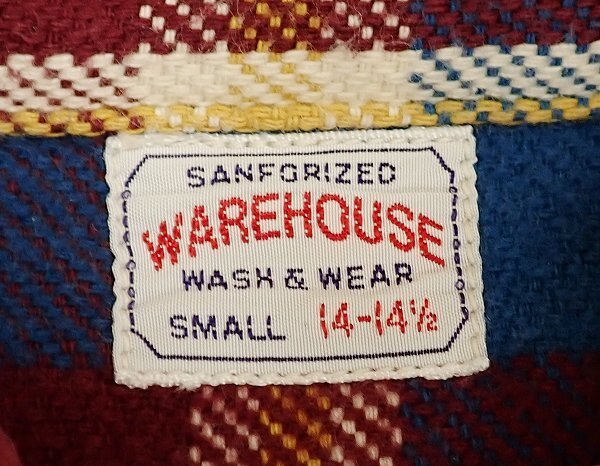 SANFORIZED
WAREHOUSE
WASH & WEAR
SMALL 14-14½